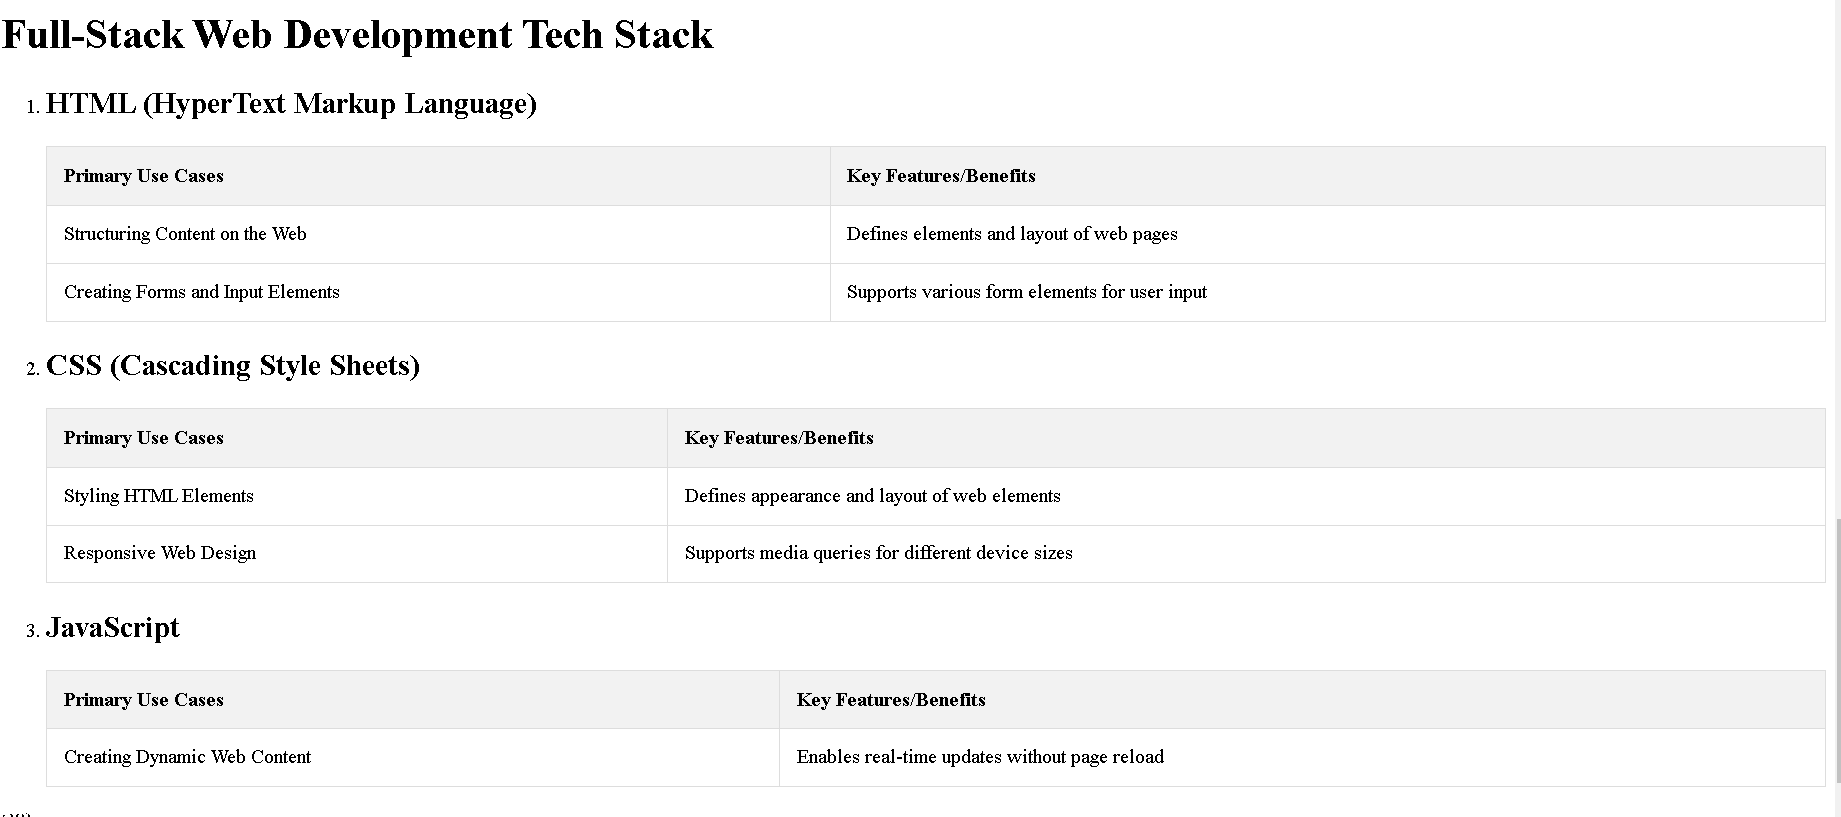 Full-Stack Web Development Tech Stack
1. HTML (HyperText Markup Language)
Primary Use Cases Key Features/Benefits
Structuring Content on the Web Defines elements and layout of web pages
Creating Forms and Input Elements Supports various form elements for user input
2. CSS (Cascading Style Sheets)
Primary Use Cases Key Features/Benefits
Styling HTML Elements Defines appearance and layout of web elements
Responsive Web Design Supports media queries for different device sizes
3. JavaScript
Primary Use Cases Key Features/Benefits
Creating Dynamic Web Content Enables real-time updates without page reload